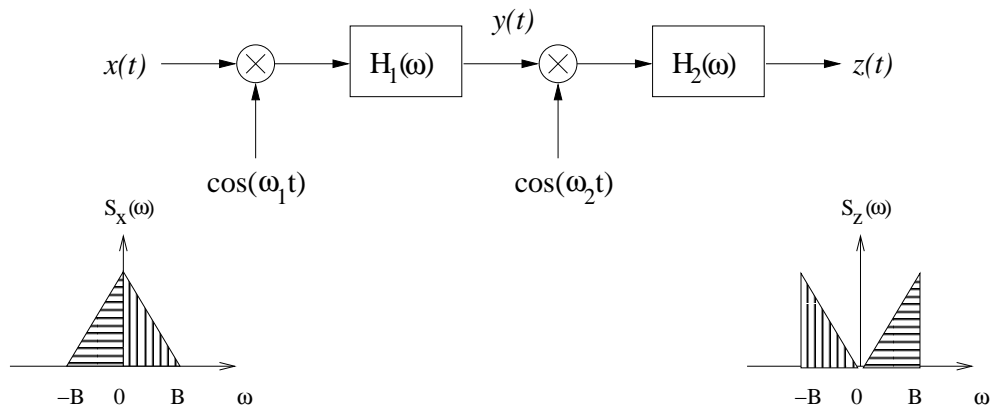 y(t)
x(t) H₁(ω) H₂(ω) z(t)
cos(ω₁t) cos(ω₂t)
Sₓ(ω) S_z(ω)
−B 0 B ω −B 0 B ω